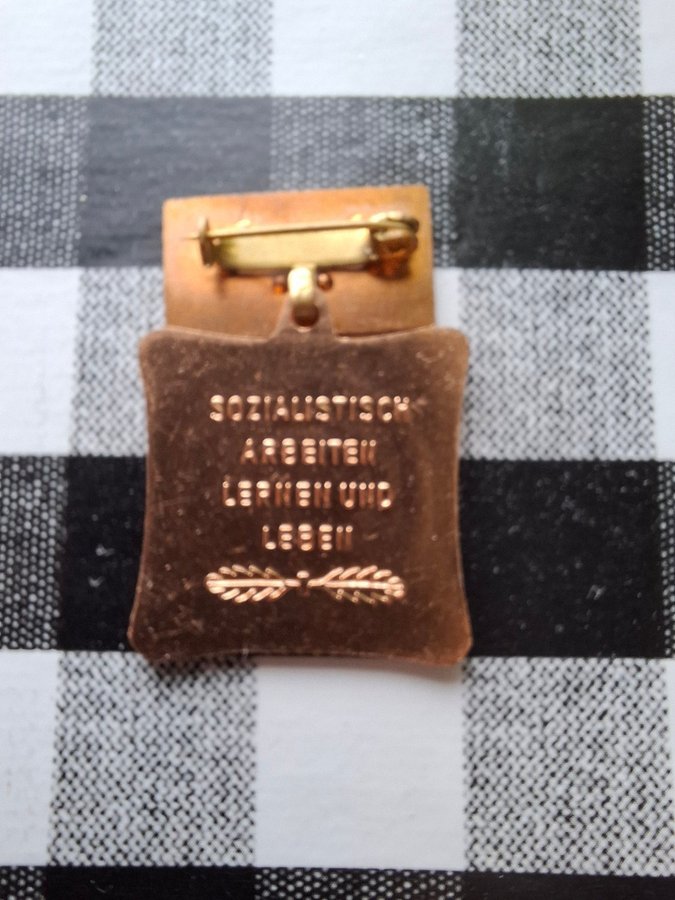 SOZIALISTISCH
ARBEITEN
LERNEN UND
LEBEN